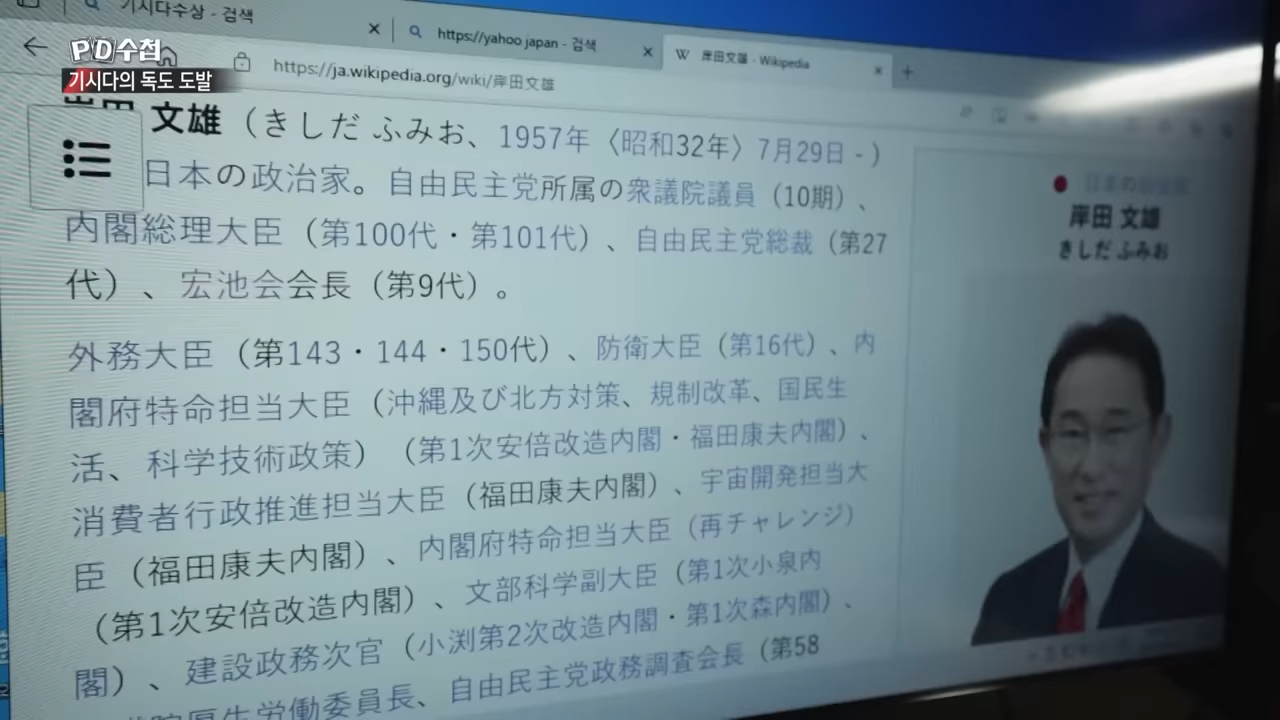 기시다수상 - 검색
https://yahoo japan - 검색
岸田文雄 - Wikipedia
PD수첩
기시다의 독도 도발
https://ja.wikipedia.org/wiki/岸田文雄
岸田 文雄（きしだ ふみお、1957年〈昭和32年〉7月29日 - ）
日本の政治家。自由民主党所属の衆議院議員（10期）、
内閣総理大臣（第100代・第101代）、自由民主党総裁（第27
代）、宏池会会長（第9代）。
外務大臣（第143・144・150代）、防衛大臣（第16代）、内
閣府特命担当大臣（沖縄及び北方対策、規制改革、国民生
活、科学技術政策）（第1次安倍改造内閣・福田康夫内閣）、
消費者行政推進担当大臣（福田康夫内閣）、宇宙開発担当大
臣（福田康夫内閣）、内閣府特命担当大臣（再チャレンジ）
（第1次安倍改造内閣）、文部科学副大臣（第1次小泉内
閣）、建設政務次官（小渕第2次改造内閣・第1次森内閣）、
院厚生労働委員長、自由民主党政務調査会長（第58
日本の
岸田 文雄
きしだ ふみお